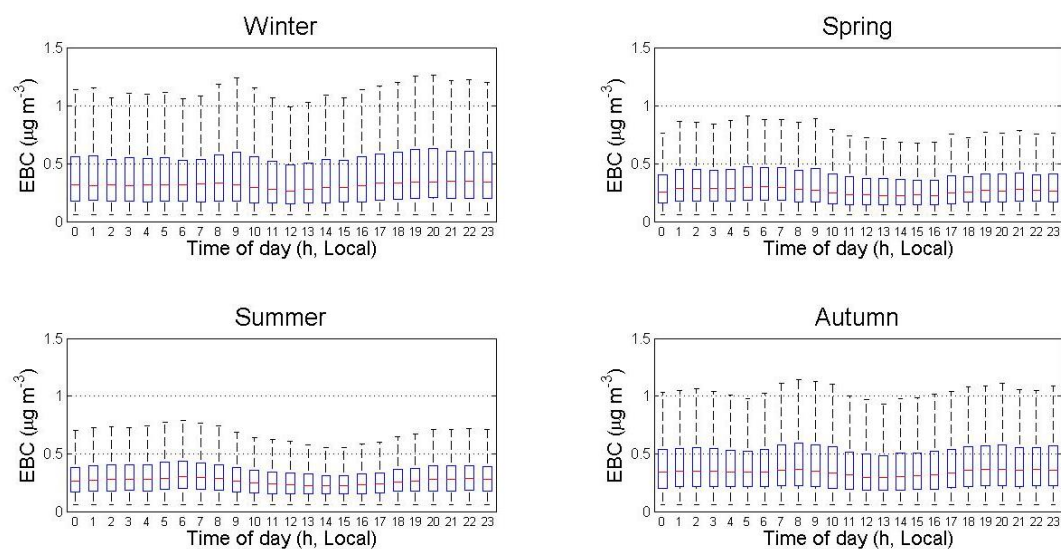 Winter
1.5
1
0.5
0
EBC (µg m⁻³)
0 1 2 3 4 5 6 7 8 9 10 11 12 13 14 15 16 17 18 19 20 21 22 23
Time of day (h, Local)
Spring
1.5
1
0.5
0
EBC (µg m⁻³)
0 1 2 3 4 5 6 7 8 9 10 11 12 13 14 15 16 17 18 19 20 21 22 23
Time of day (h, Local)
Summer
1.5
1
0.5
0
EBC (µg m⁻³)
0 1 2 3 4 5 6 7 8 9 10 11 12 13 14 15 16 17 18 19 20 21 22 23
Time of day (h, Local)
Autumn
1.5
1
0.5
0
EBC (µg m⁻³)
0 1 2 3 4 5 6 7 8 9 10 11 12 13 14 15 16 17 18 19 20 21 22 23
Time of day (h, Local)